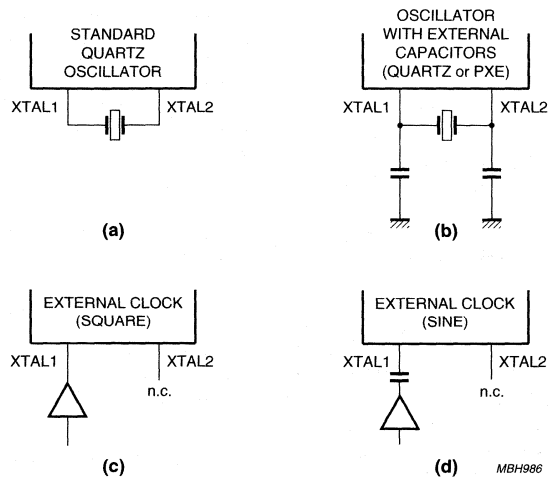 STANDARD
QUARTZ
OSCILLATOR
XTAL1
XTAL2
(a)
OSCILLATOR
WITH EXTERNAL
CAPACITORS
(QUARTZ or PXE)
XTAL1
XTAL2
(b)
EXTERNAL CLOCK
(SQUARE)
XTAL1
XTAL2
n.c.
(c)
EXTERNAL CLOCK
(SINE)
XTAL1
XTAL2
n.c.
(d)
MBH986